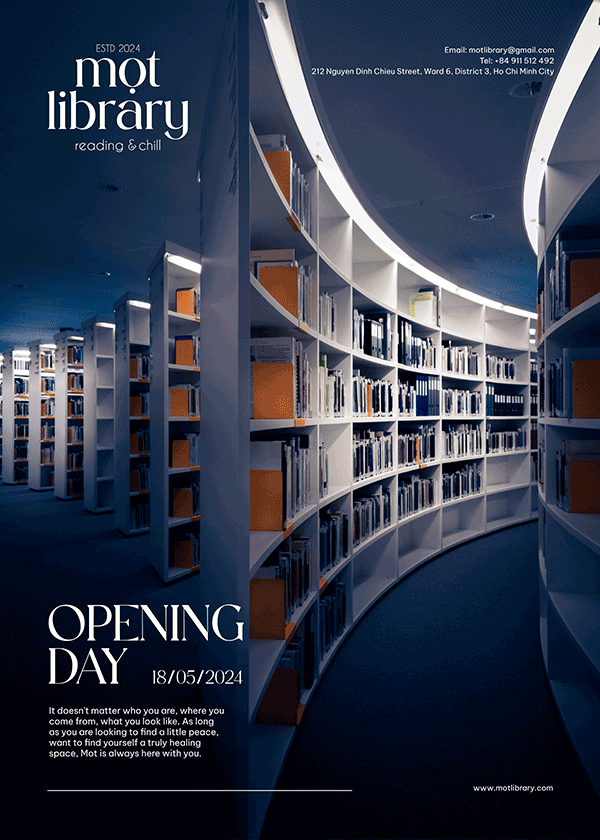 ESTD 2024
mọt
library
reading & chill
Email: motlibrary@gmail.com
Tel: +84 911 512 492
212 Nguyen Dinh Chieu Street, Ward 6, District 3, Ho Chi Minh City
OPENING
DAY 18/05/2024
It doesn't matter who you are, where you
come from, what you look like. As long
as you are looking to find a little peace,
want to find yourself a truly healing
space, Mot is always here with you.
www.motlibrary.com